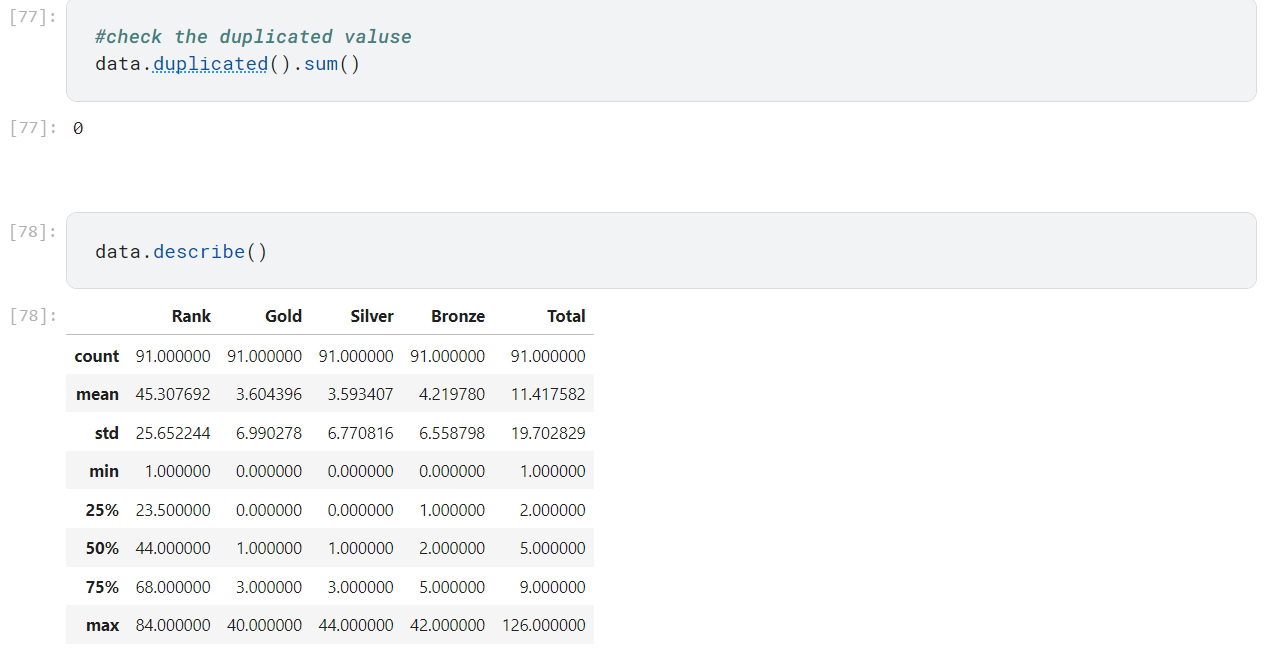 [77]:
#check the duplicated valuse
data.duplicated().sum()
[77]: 0
[78]:
data.describe()
[78]:
Rank Gold Silver Bronze Total
count 91.000000 91.000000 91.000000 91.000000 91.000000
mean 45.307692 3.604396 3.593407 4.219780 11.417582
std 25.652244 6.990278 6.770816 6.558798 19.702829
min 1.000000 0.000000 0.000000 0.000000 1.000000
25% 23.500000 0.000000 0.000000 1.000000 2.000000
50% 44.000000 1.000000 1.000000 2.000000 5.000000
75% 68.000000 3.000000 3.000000 5.000000 9.000000
max 84.000000 40.000000 44.000000 42.000000 126.000000